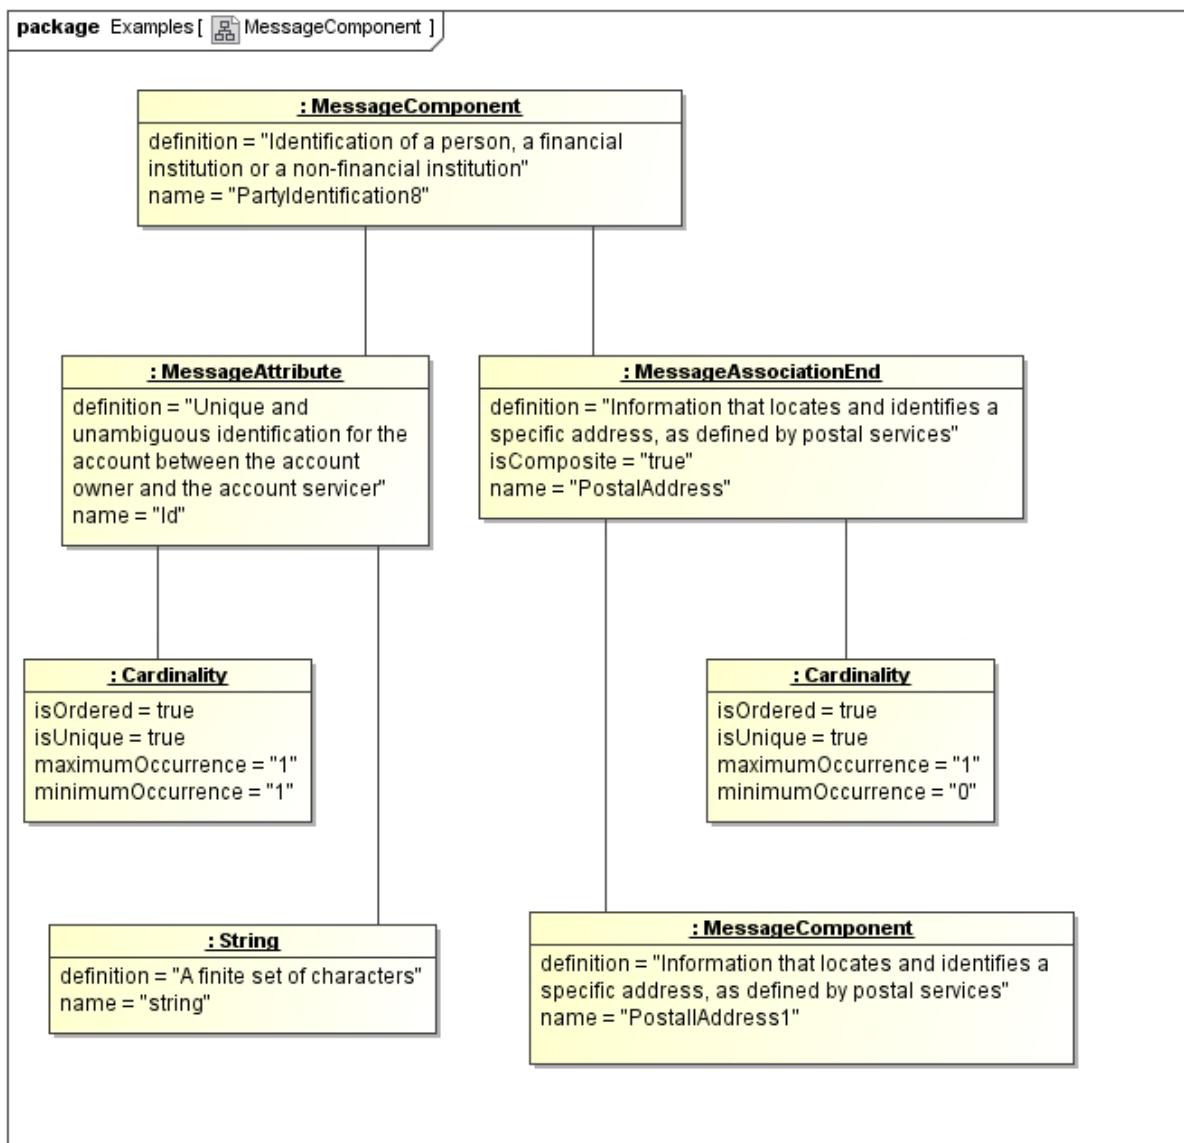 package Examples [ MessageComponent ]
: MessageComponent
definition = "Identification of a person, a financial
institution or a non-financial institution"
name = "PartyIdentification8"
: MessageAttribute
definition = "Unique and
unambiguous identification for the
account between the account
owner and the account servicer"
name = "Id"
: MessageAssociationEnd
definition = "Information that locates and identifies a
specific address, as defined by postal services"
isComposite = "true"
name = "PostalAddress"
: Cardinality
isOrdered = true
isUnique = true
maximumOccurrence = "1"
minimumOccurrence = "1"
: Cardinality
isOrdered = true
isUnique = true
maximumOccurrence = "1"
minimumOccurrence = "0"
: String
definition = "A finite set of characters"
name = "string"
: MessageComponent
definition = "Information that locates and identifies a
specific address, as defined by postal services"
name = "PostallAddress1"